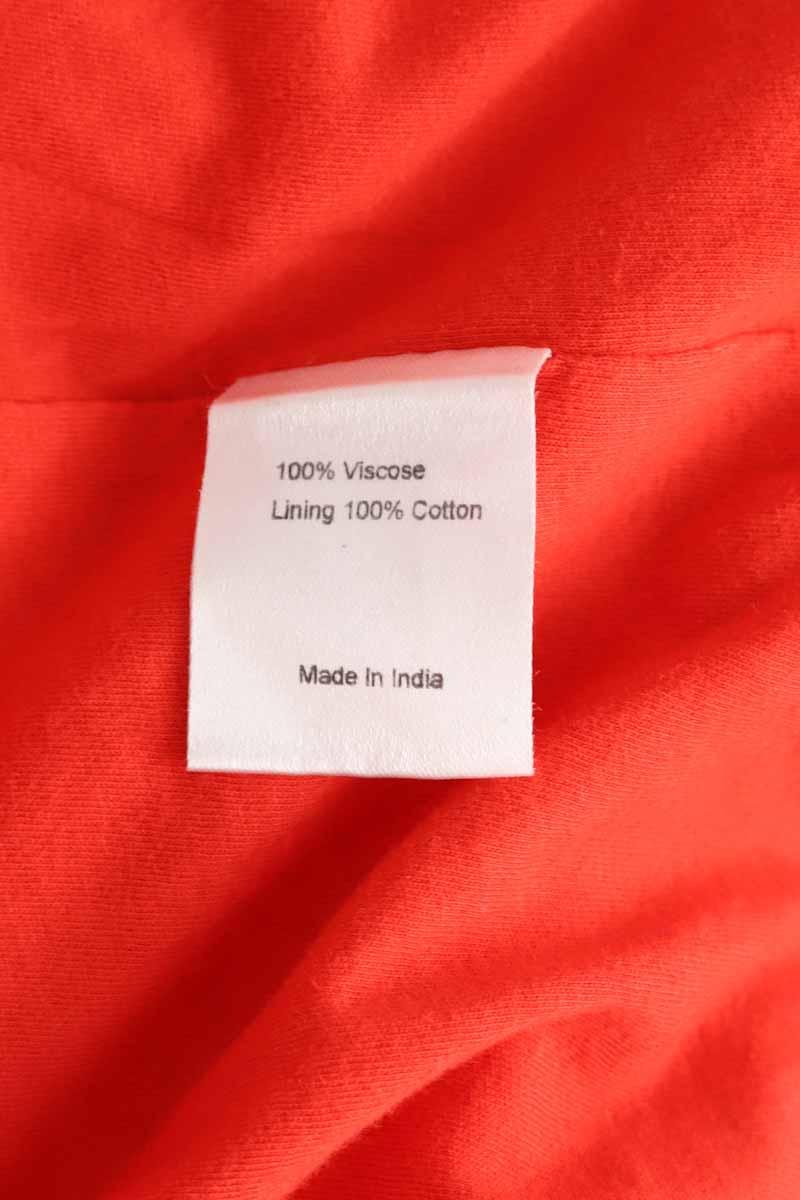 100% Viscose
Lining 100% Cotton
Made In India